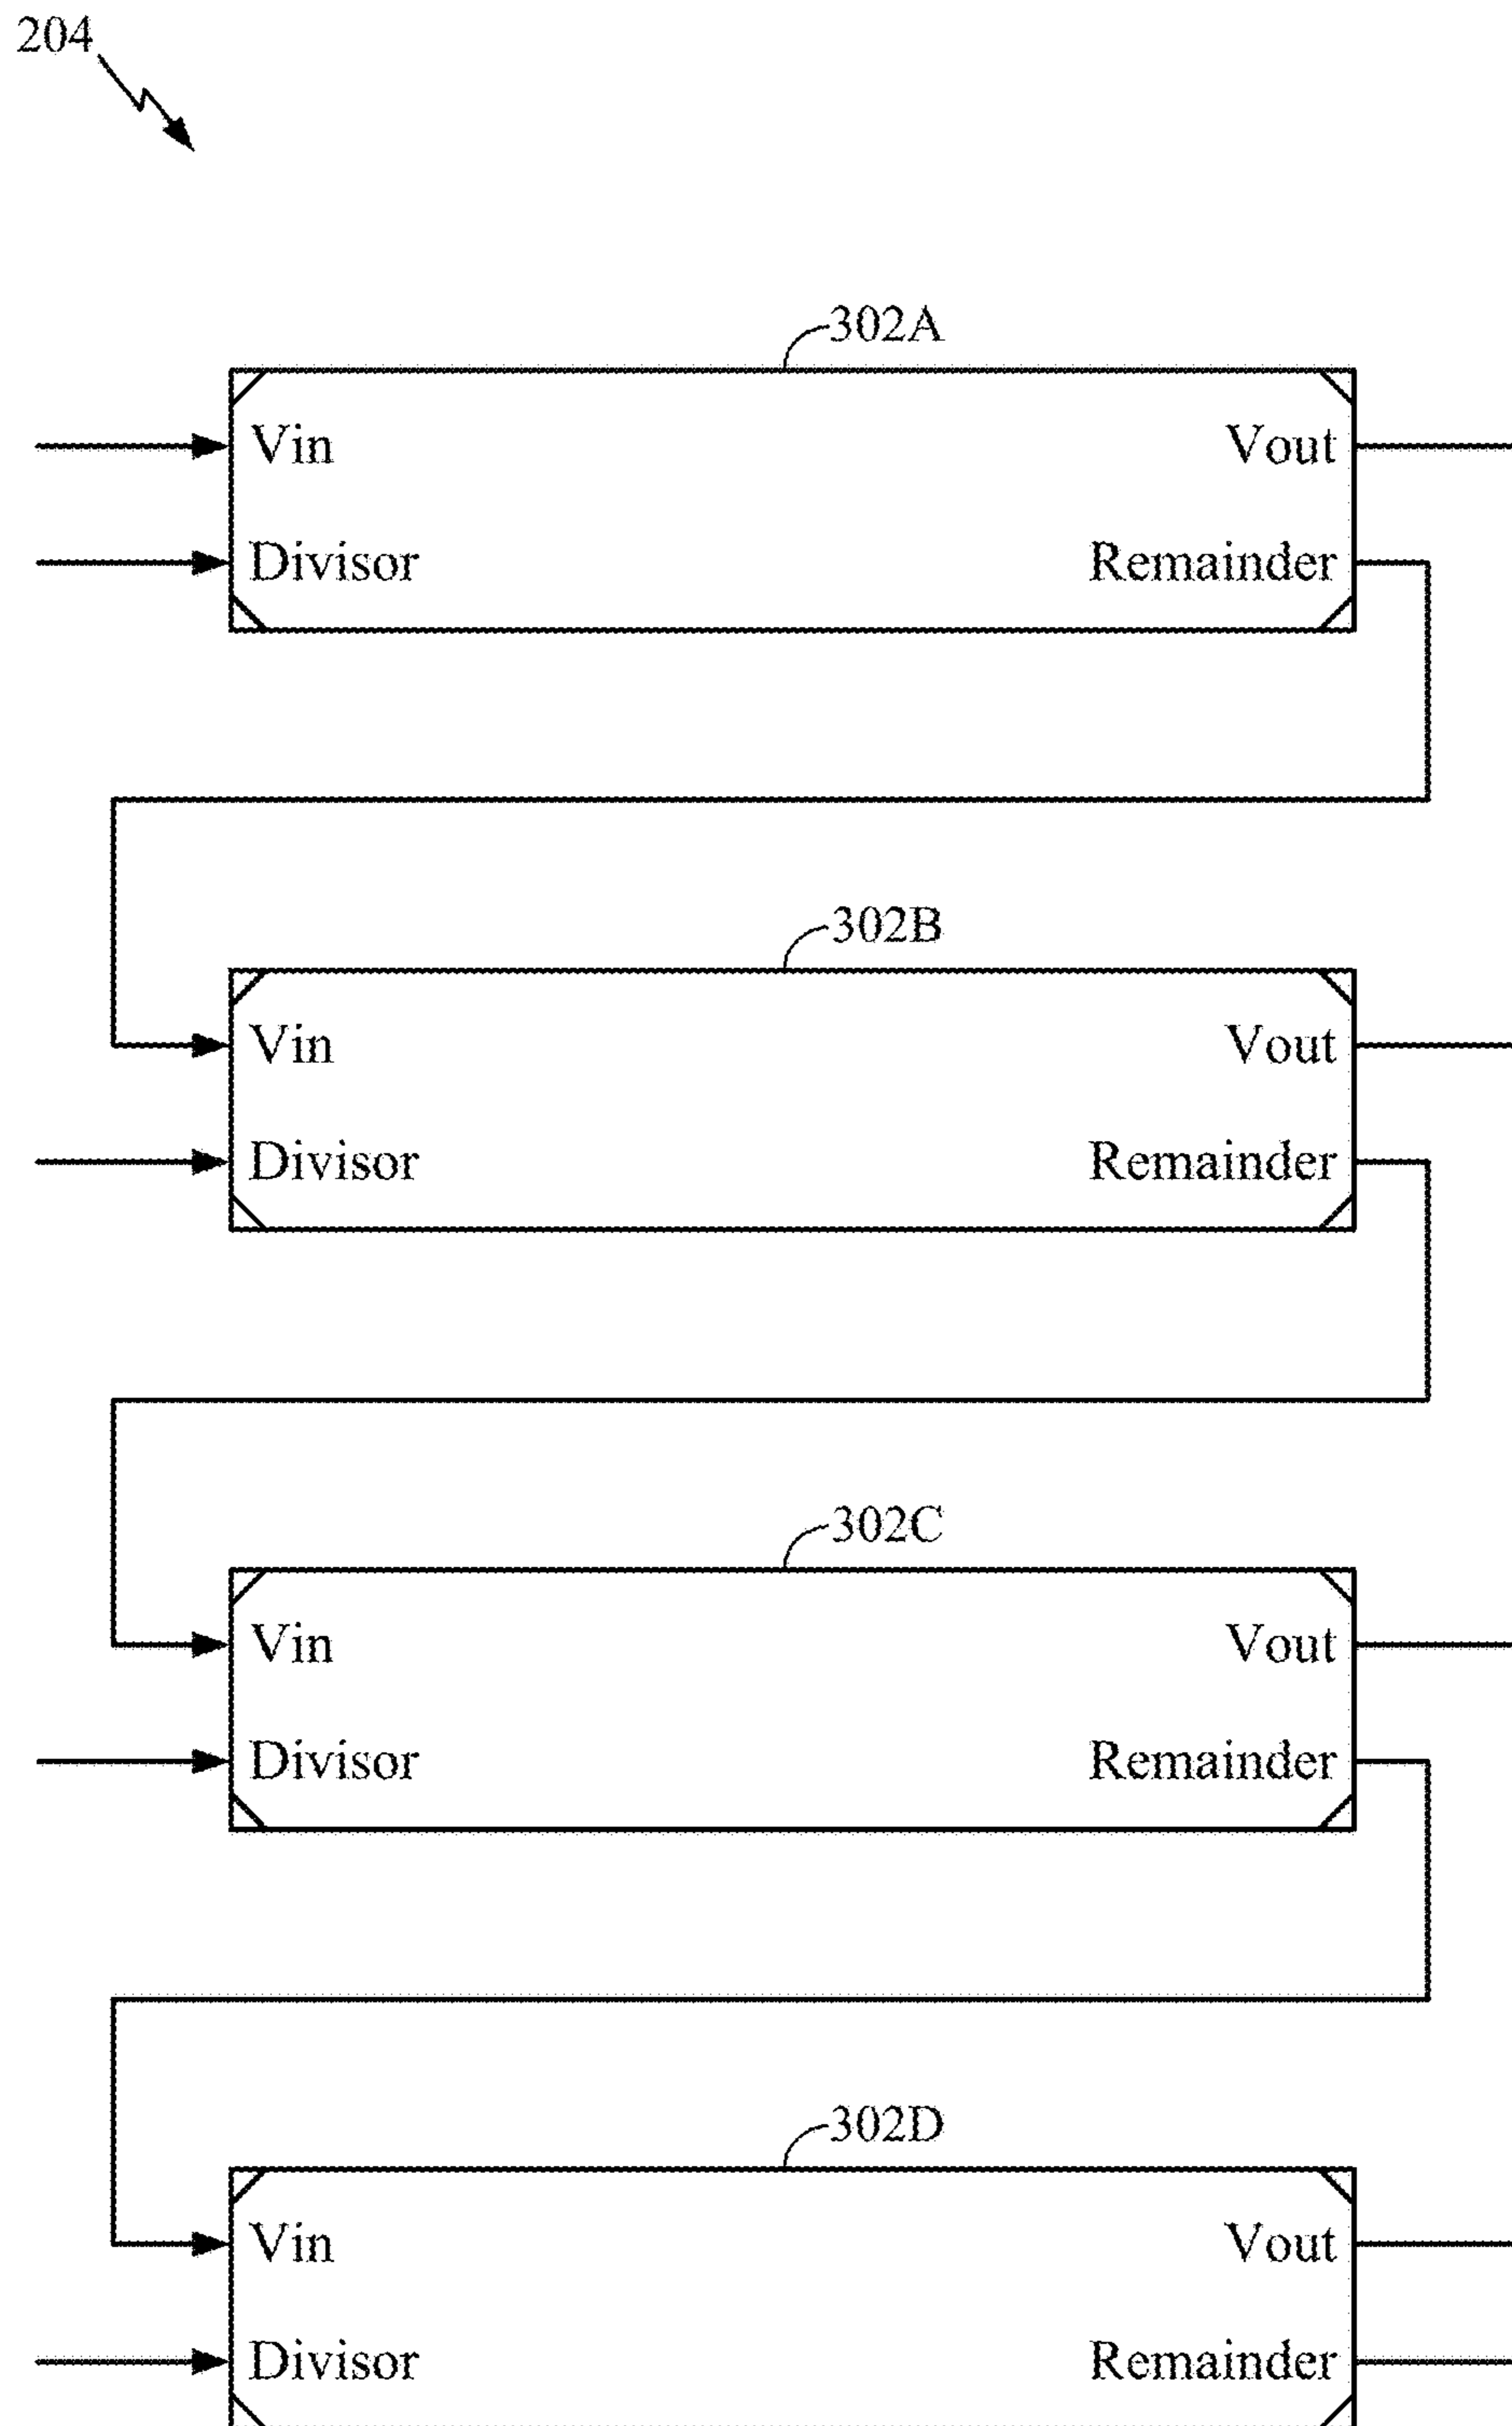 204
302A
Vin
Vout
Divisor
Remainder
302B
Vin
Vout
Divisor
Remainder
302C
Vin
Vout
Divisor
Remainder
302D
Vin
Vout
Divisor
Remainder